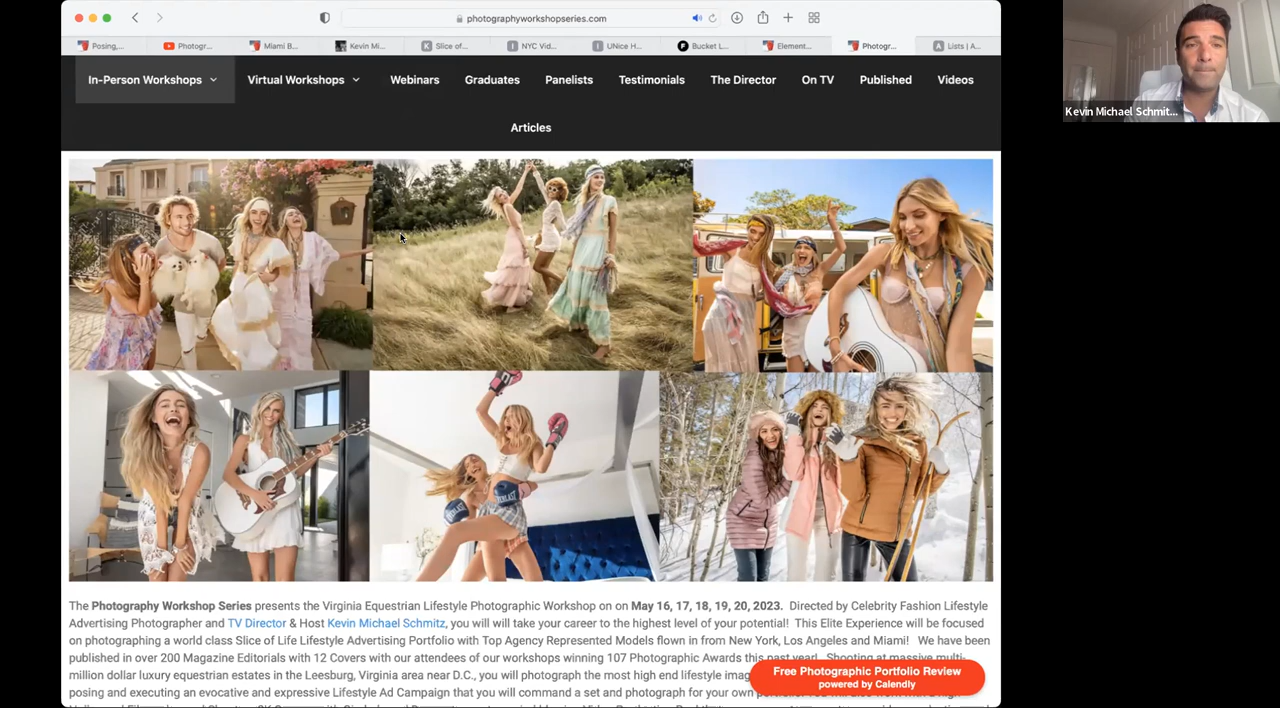 photographyworkshopseries.com
Posing,...
Photogr...
Miami B...
Kevin Mi...
Slice of...
NYC Vid...
UNice H...
Bucket L...
Element...
Photogr...
Lists | A...
In-Person Workshops
Virtual Workshops
Webinars
Graduates
Panelists
Testimonials
The Director
On TV
Published
Videos
Articles
Kevin Michael Schmit...
EVERLAST
The Photography Workshop Series presents the Virginia Equestrian Lifestyle Photographic Workshop on on May 16, 17, 18, 19, 20, 2023. Directed by Celebrity Fashion Lifestyle
Advertising Photographer and TV Director & Host Kevin Michael Schmitz, you will will take your career to the highest level of your potential! This Elite Experience will be focused
on photographing a world class Slice of Life Lifestyle Advertising Portfolio with Top Agency Represented Models flown in from New York, Los Angeles and Miami! We have been
published in over 200 Magazine Editorials with 12 Covers with our attendees of our workshops winning 107 Photographic Awards this past year! Shooting at massive multi-
million dollar luxury equestrian estates in the Leesburg, Virginia area near D.C., you will photograph the most high end lifestyle
posing and executing an evocative and expressive Lifestyle Ad Campaign that you will command a set and photograph for your own
Free Photographic Portfolio Review
powered by Calendly